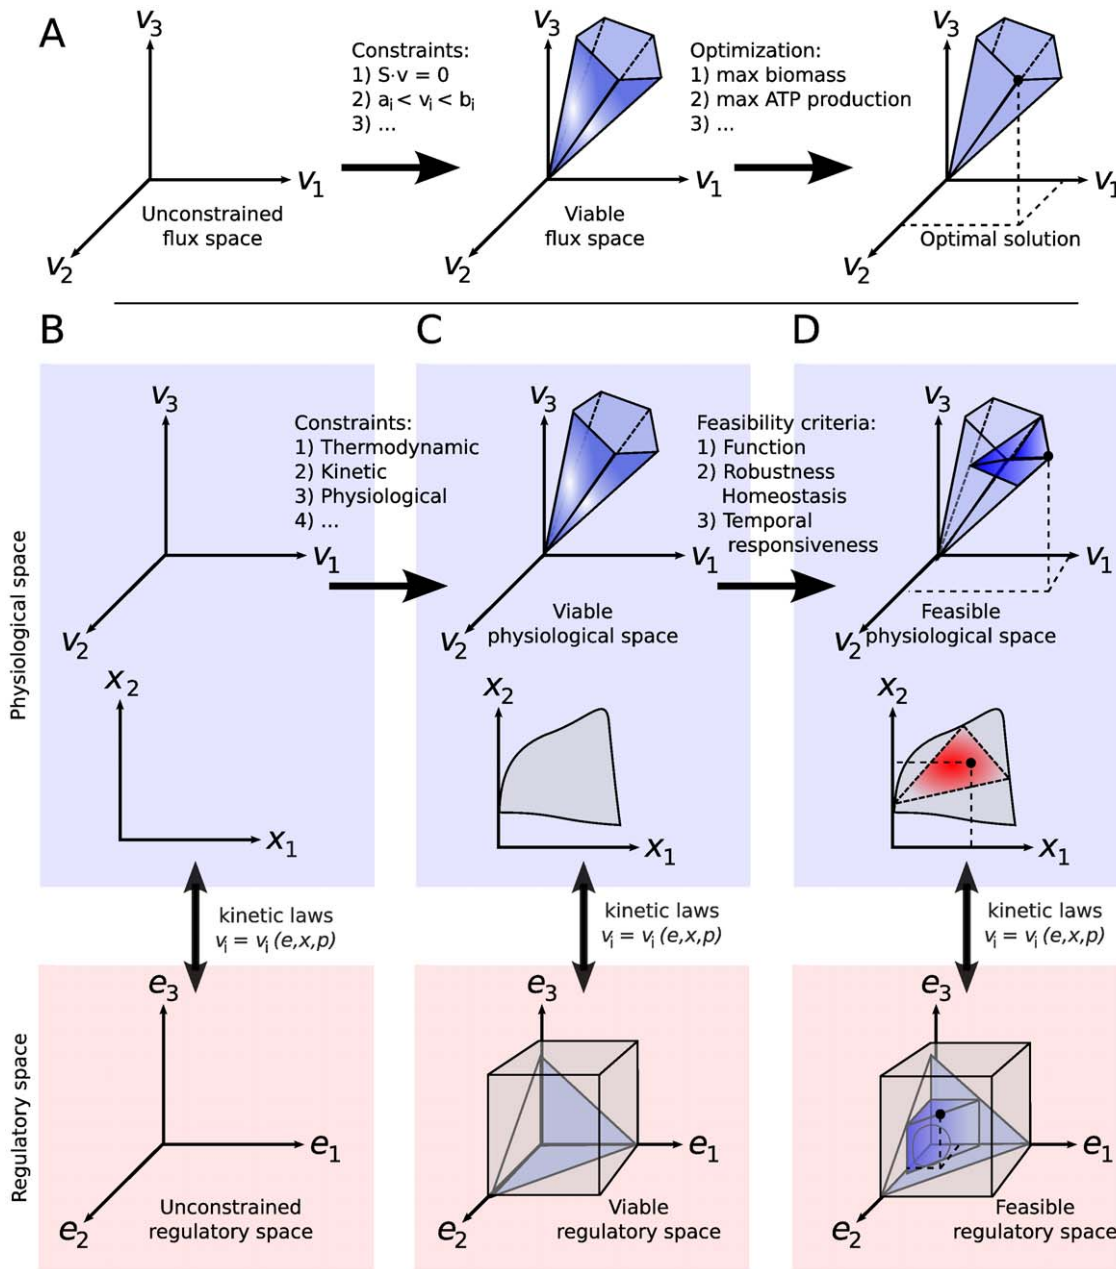 A
v3
v1
v2
Unconstrained
flux space
Constraints:
1) S·v = 0
2) ai < vi < bi
3) ...
v3
v1
Viable
flux space
v2
Optimization:
1) max biomass
2) max ATP production
3) ...
v3
v1
Optimal solution
v2
B
C
D
Physiological space
v3
v1
v2
Constraints:
1) Thermodynamic
2) Kinetic
3) Physiological
4) ...
v3
v1
v2
Viable
physiological space
Feasibility criteria:
1) Function
2) Robustness
Homeostasis
3) Temporal
responsiveness
v3
v1
v2
Feasible
physiological space
x2
x1
x2
x1
x2
x1
kinetic laws
vi = vi (e,x,p)
kinetic laws
vi = vi (e,x,p)
kinetic laws
vi = vi (e,x,p)
Regulatory space
e3
e1
e2
Unconstrained
regulatory space
e3
e1
e2
Viable
regulatory space
e3
e1
e2
Feasible
regulatory space